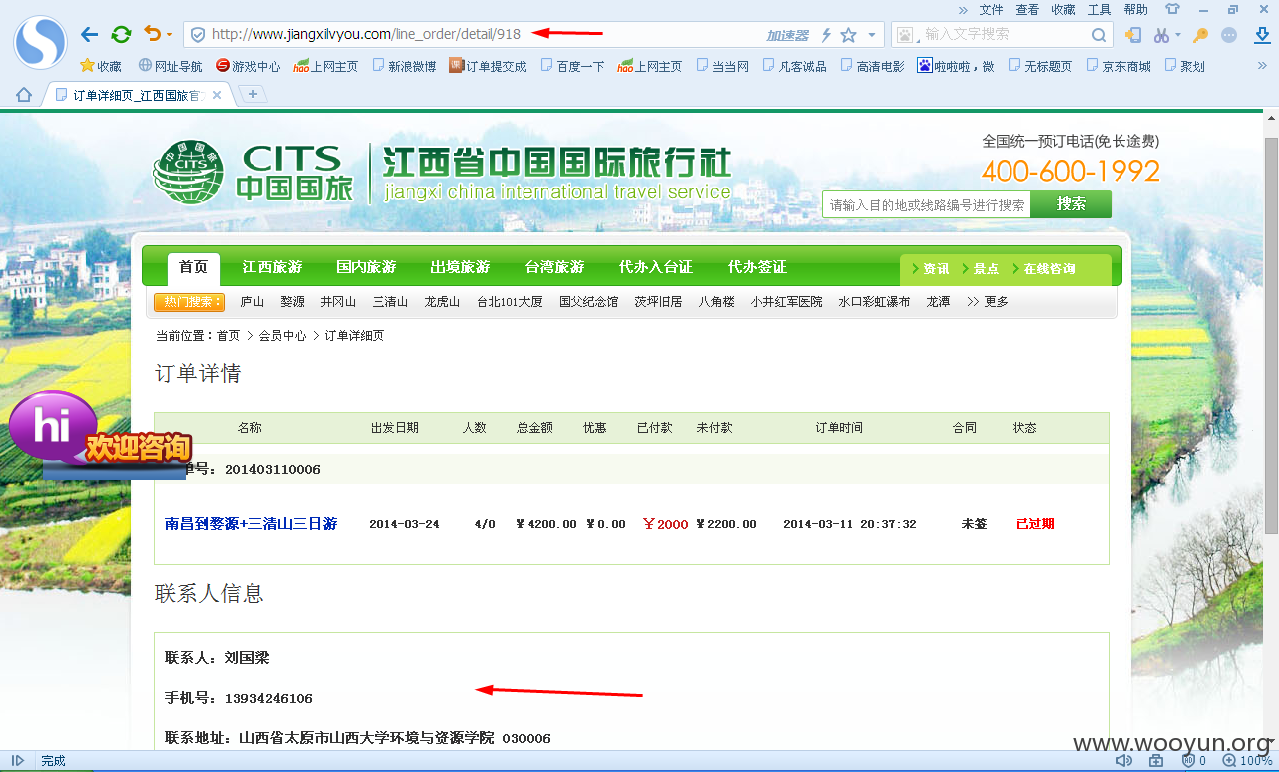 » 文件 查看 收藏 工具 帮助
http://www.jiangxilvyou.com/line_order/detail/918 加速器 输入文字搜索
收藏 网址导航 游戏中心 上网主页 新浪微博 订单提交成 百度一下 上网主页 当当网 凡客诚品 高清电影 啦啦啦，微 无标题页 京东商城 聚划 »
订单详细页_江西国旅官
CITS 中国国旅 江西省中国国际旅行社
jiangxi china international travel service
全国统一预订电话(免长途费)
400-600-1992
请输入目的地或线路编号进行搜索 搜索
首页 江西旅游 国内旅游 出境旅游 台湾旅游 代办入台证 代办签证 资讯 景点 在线咨询
热门搜索： 庐山 婺源 井冈山 三清山 龙虎山 台北101大厦 国父纪念馆 茨坪旧居 八角楼 小井红军医院 水口彩虹瀑布 龙潭 >> 更多
当前位置：首页 > 会员中心 > 订单详细页
订单详情
hi 欢迎咨询
名称 出发日期 人数 总金额 优惠 已付款 未付款 订单时间 合同 状态
单号：201403110006
南昌到婺源+三清山三日游 2014-03-24 4/0 ¥4200.00 ¥0.00 ¥2000 ¥2200.00 2014-03-11 20:37:32 未签 已过期
联系人信息
联系人：刘国梁
手机号：13934246106
联系地址：山西省太原市山西大学环境与资源学院 030006
www.wooyun.org
完成 0 100%